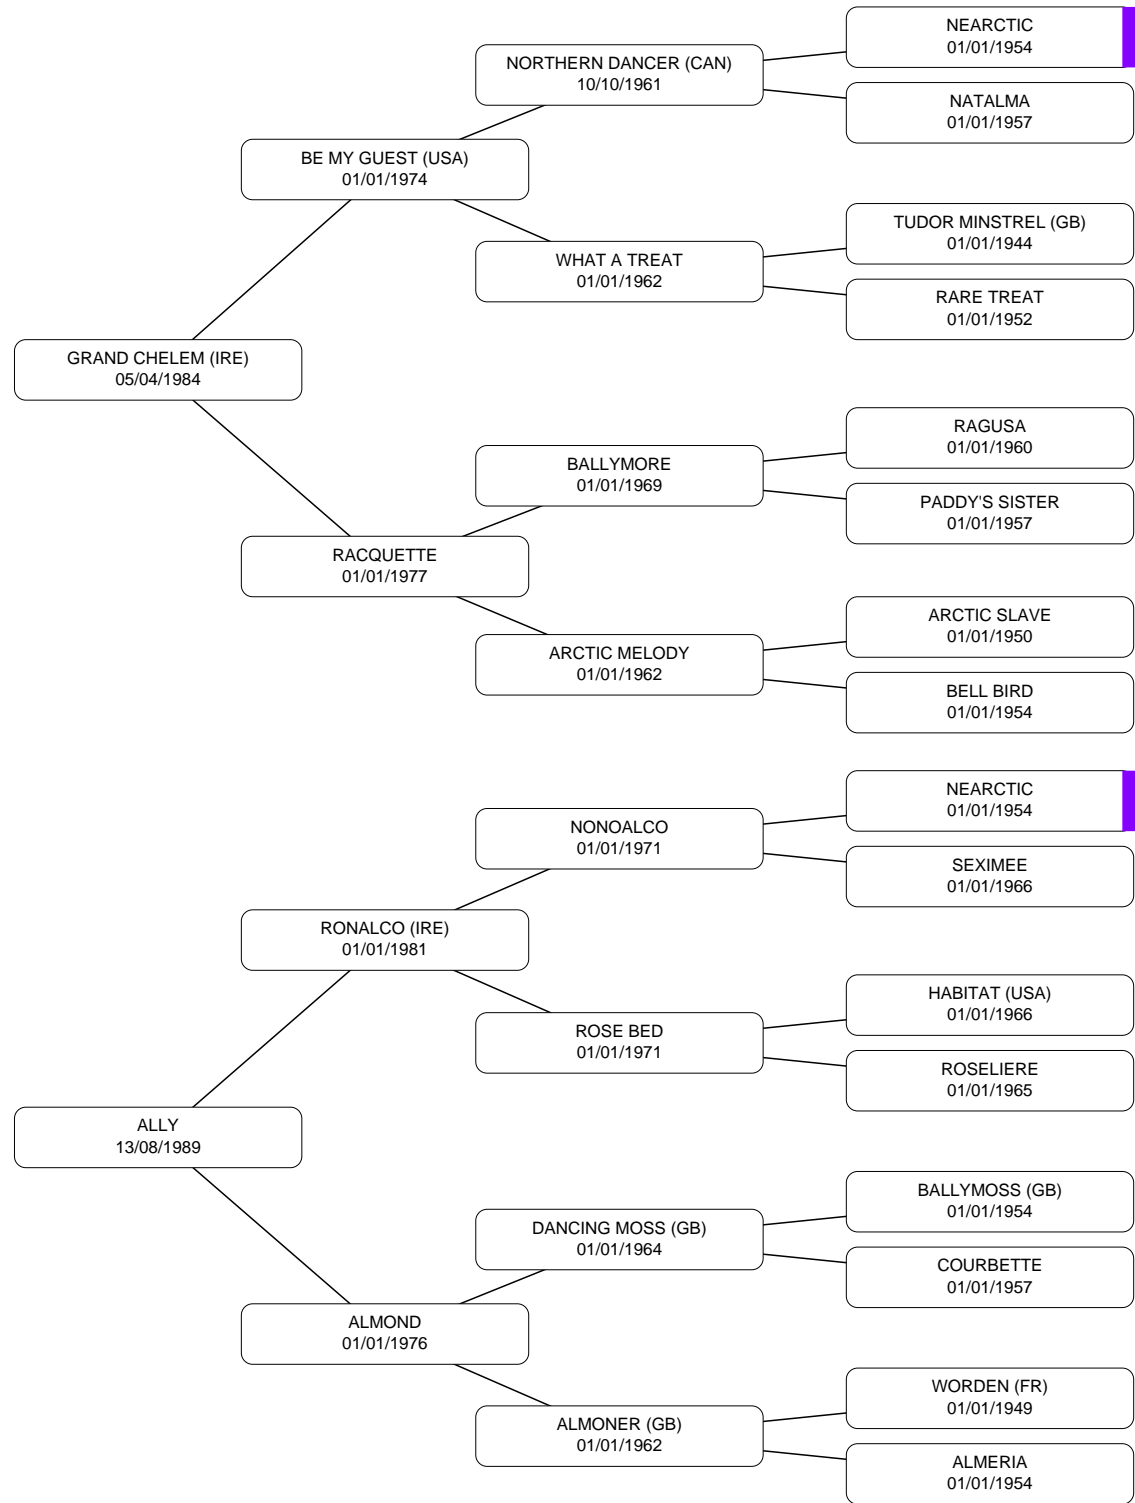 NEARCTIC
01/01/1954
NORTHERN DANCER (CAN)
10/10/1961
NATALMA
01/01/1957
BE MY GUEST (USA)
01/01/1974
TUDOR MINSTREL (GB)
01/01/1944
WHAT A TREAT
01/01/1962
RARE TREAT
01/01/1952
GRAND CHELEM (IRE)
05/04/1984
RAGUSA
01/01/1960
BALLYMORE
01/01/1969
PADDY'S SISTER
01/01/1957
RACQUETTE
01/01/1977
ARCTIC SLAVE
01/01/1950
ARCTIC MELODY
01/01/1962
BELL BIRD
01/01/1954
NEARCTIC
01/01/1954
NONOALCO
01/01/1971
SEXIMEE
01/01/1966
RONALCO (IRE)
01/01/1981
HABITAT (USA)
01/01/1966
ROSE BED
01/01/1971
ROSELIERE
01/01/1965
ALLY
13/08/1989
BALLYMOSS (GB)
01/01/1954
DANCING MOSS (GB)
01/01/1964
COURBETTE
01/01/1957
ALMOND
01/01/1976
WORDEN (FR)
01/01/1949
ALMONER (GB)
01/01/1962
ALMERIA
01/01/1954